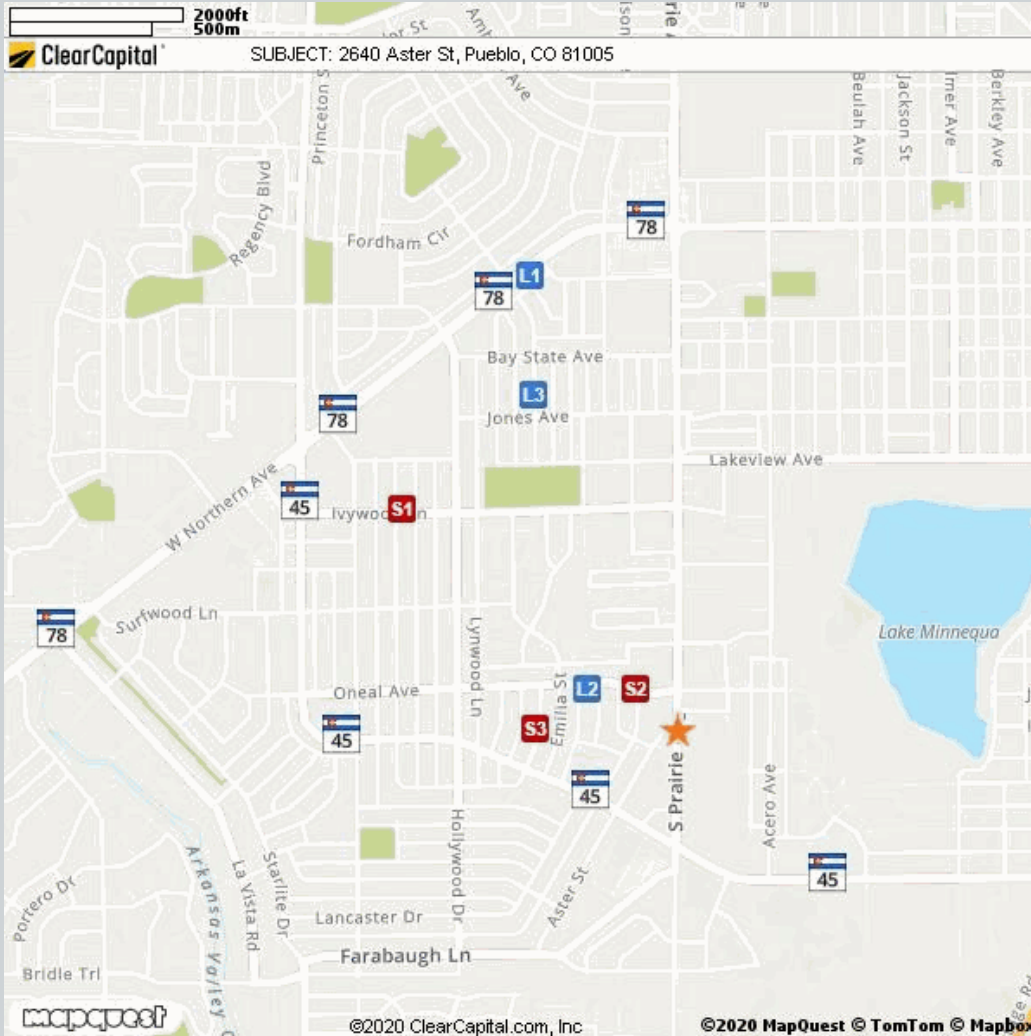 2000ft
500m
ClearCapital
SUBJECT: 2640 Aster St, Pueblo, CO 81005
Princeton S
Ave
Beulah Ave
Jackson St
lmer Ave
Berkley Ave
Regency Blvd
Fordham Cir
78
78
L1
Bay State Ave
L3
Jones Ave
78
Lakeview Ave
W Northern Ave
45
S1
78
Surfwood Ln
Lake Minnequa
Lynwood Ln
Oneal Ave
Emilia St
L2
S2
S3
45
45
S Prairie
Acero Ave
45
Hollywood Dr
Arkansas Valley
La Vista Rd
Starlite Dr
Portero Dr
Lancaster Dr
Aster St
Farabaugh Ln
Bridle Trl
mapquest
©2020 ClearCapital.com, Inc
©2020 MapQuest © TomTom © Mapbo